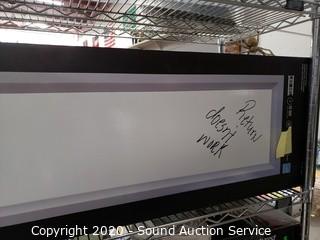 Return
doesn't
work
Copyright 2020 - Sound Auction Service